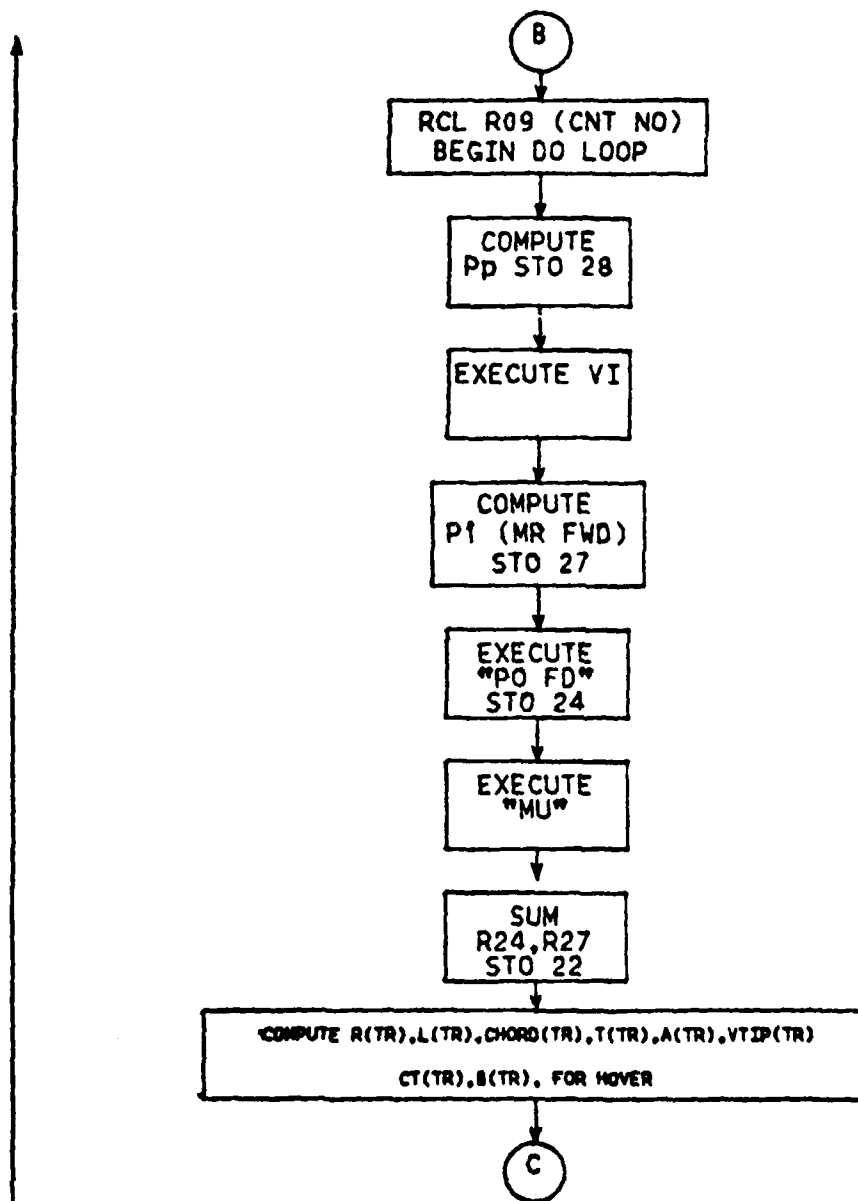 B
RCL R09 (CNT NO)
BEGIN DO LOOP
COMPUTE
Pp STO 28
EXECUTE VI
COMPUTE
Pi (MR FWD)
STO 27
EXECUTE
"PO FD"
STO 24
EXECUTE
"MU"
SUM
R24,R27
STO 22
COMPUTE R(TR),L(TR),CHORD(TR),T(TR),A(TR),VTIP(TR)
CT(TR),B(TR), FOR HOVER
C